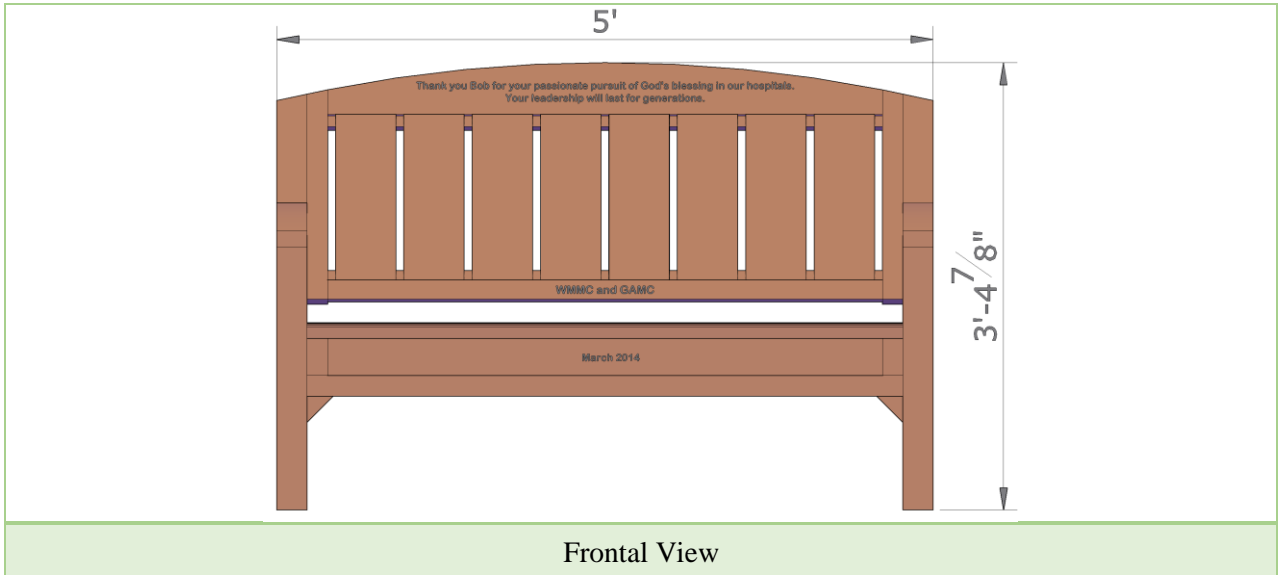 5'
Thank you Bob for your passionate pursuit of God's blessing in our hospitals.
Your leadership will last for generations.
3'-4 7/8"
WMMC and GAMC
March 2014
Frontal View